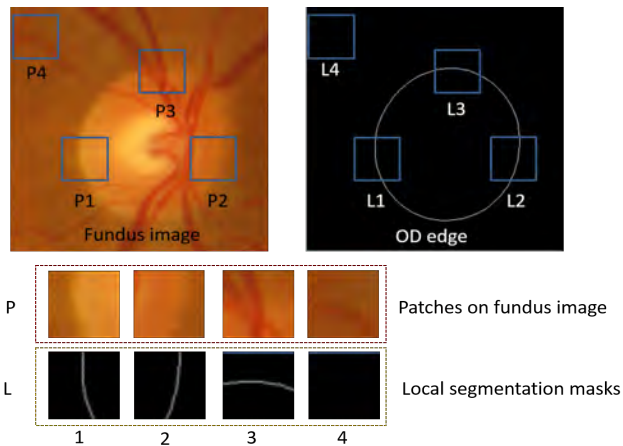 P4
P3
P1
P2
Fundus image
L4
L3
L1
L2
OD edge
P
Patches on fundus image
L
Local segmentation masks
1 2 3 4